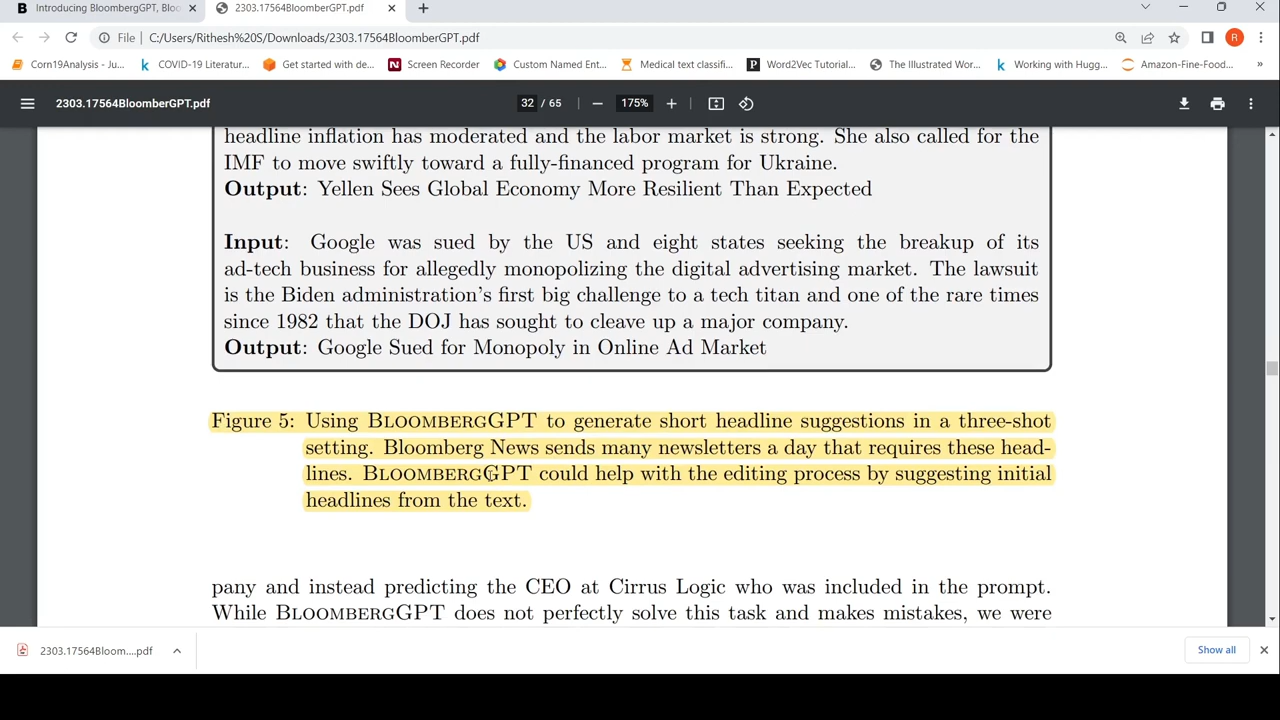 Introducing BloombergGPT, Bloo
2303.17564BloomberGPT.pdf
File
C:/Users/Rithesh%20S/Downloads/2303.17564BloomberGPT.pdf
R
Corn19Analysis - Ju...
COVID-19 Literatur...
Get started with de...
Screen Recorder
Custom Named Ent...
Medical text classifi...
Word2Vec Tutorial...
The Illustrated Wor...
Working with Hugg...
Amazon-Fine-Food...
»
2303.17564BloomberGPT.pdf
32 / 65
175%
headline inflation has moderated and the labor market is strong. She also called for the
IMF to move swiftly toward a fully-financed program for Ukraine.
Output: Yellen Sees Global Economy More Resilient Than Expected
Input: Google was sued by the US and eight states seeking the breakup of its
ad-tech business for allegedly monopolizing the digital advertising market. The lawsuit
is the Biden administration's first big challenge to a tech titan and one of the rare times
since 1982 that the DOJ has sought to cleave up a major company.
Output: Google Sued for Monopoly in Online Ad Market
Figure 5: Using BLOOMBERGGPT to generate short headline suggestions in a three-shot
setting. Bloomberg News sends many newsletters a day that requires these head-
lines. BLOOMBERGGPT could help with the editing process by suggesting initial
headlines from the text.
pany and instead predicting the CEO at Cirrus Logic who was included in the prompt.
While BLOOMBERGGPT does not perfectly solve this task and makes mistakes, we were
2303.17564Bloom....pdf
Show all